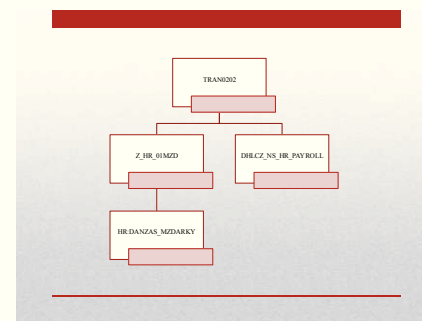 TRAN0202
Z_HR_01MZD
DHLCZ_NS_HR_PAYROLL
HR:DANZAS_MZDARKY